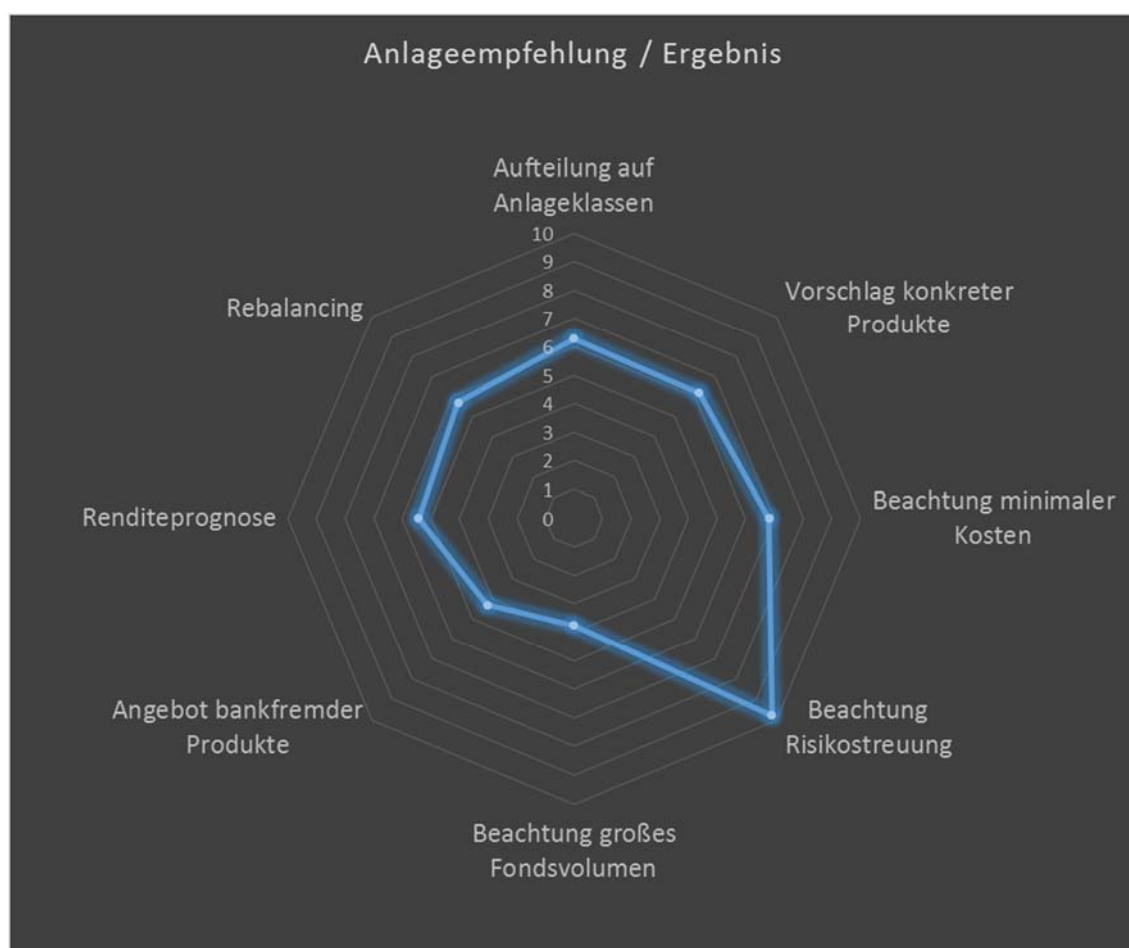 Anlageempfehlung / Ergebnis
Aufteilung auf
Anlageklassen
10
9
8
7
6
5
4
3
2
1
0
Vorschlag konkreter
Produkte
Beachtung minimaler
Kosten
Beachtung
Risikostreuung
Beachtung großes
Fondsvolumen
Angebot bankfremder
Produkte
Renditeprognose
Rebalancing